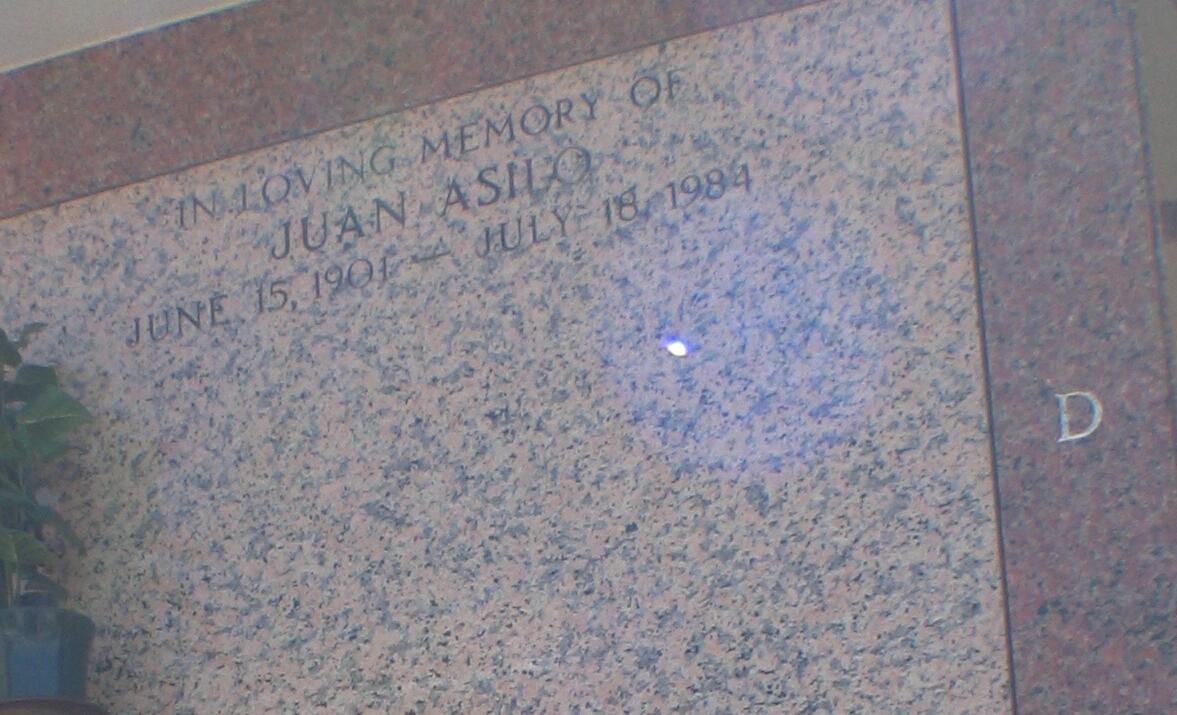 IN LOVING MEMORY OF
JUAN ASILO
JUNE 15, 1901 — JULY 18, 1984
D